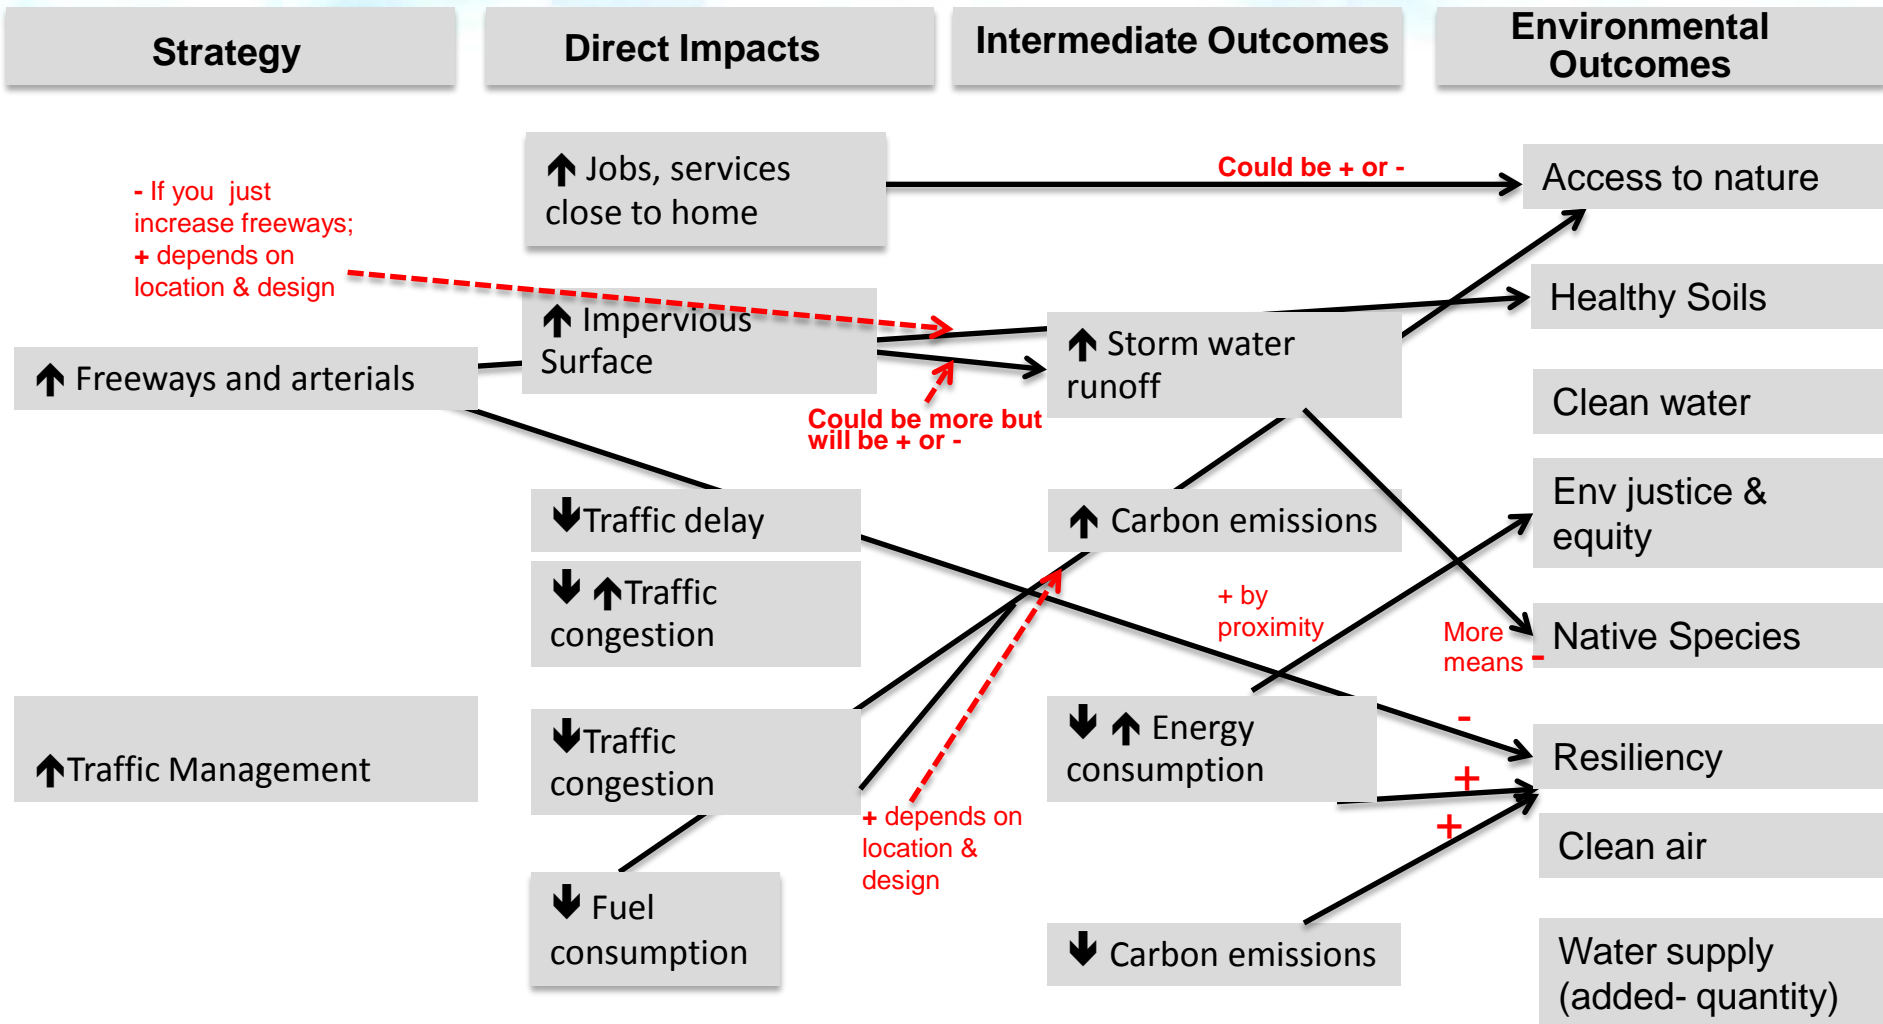 Strategy
Direct Impacts
Intermediate Outcomes
Environmental
Outcomes
🡹 Jobs, services
close to home
Could be + or -
Access to nature
- If you just
increase freeways;
+ depends on
location & design
🡹 Impervious
Surface
🡹 Storm water
runoff
Healthy Soils
🡹 Freeways and arterials
Could be more but
will be + or -
Clean water
🡻Traffic delay
🡹 Carbon emissions
Env justice &
equity
🡻 🡹Traffic
congestion
+ by
proximity
More
means -
Native Species
🡹Traffic Management
🡻Traffic
congestion
🡻 🡹 Energy
consumption
-
+
+
Resiliency
+ depends on
location &
design
Clean air
🡻 Fuel
consumption
🡻 Carbon emissions
Water supply
(added- quantity)